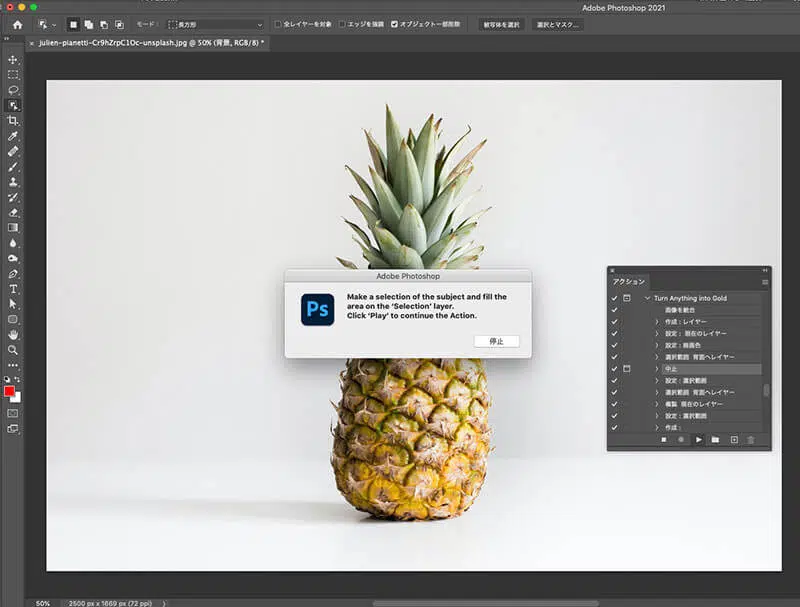 Adobe Photoshop 2021
モード： 長方形
全レイヤーを対象
エッジを強調
オブジェクト一部削除
被写体を選択
選択とマスク...
× julien-pianetti-Cr9hZrpC1Oc-unsplash.jpg @ 50% (背景, RGB/8) *
Adobe Photoshop
Ps
Make a selection of the subject and fill the
area on the 'Selection' layer.
Click 'Play' to continue the Action.
停止
アクション
Turn Anything into Gold
画像を統合
作成：レイヤー
設定：現在のレイヤー
設定：描画色
選択範囲 背面へレイヤー
中止
設定：選択範囲
選択範囲 背面へレイヤー
複製 現在のレイヤー
設定：選択範囲
作成：
50%
2500 px x 1669 px (72 ppi)